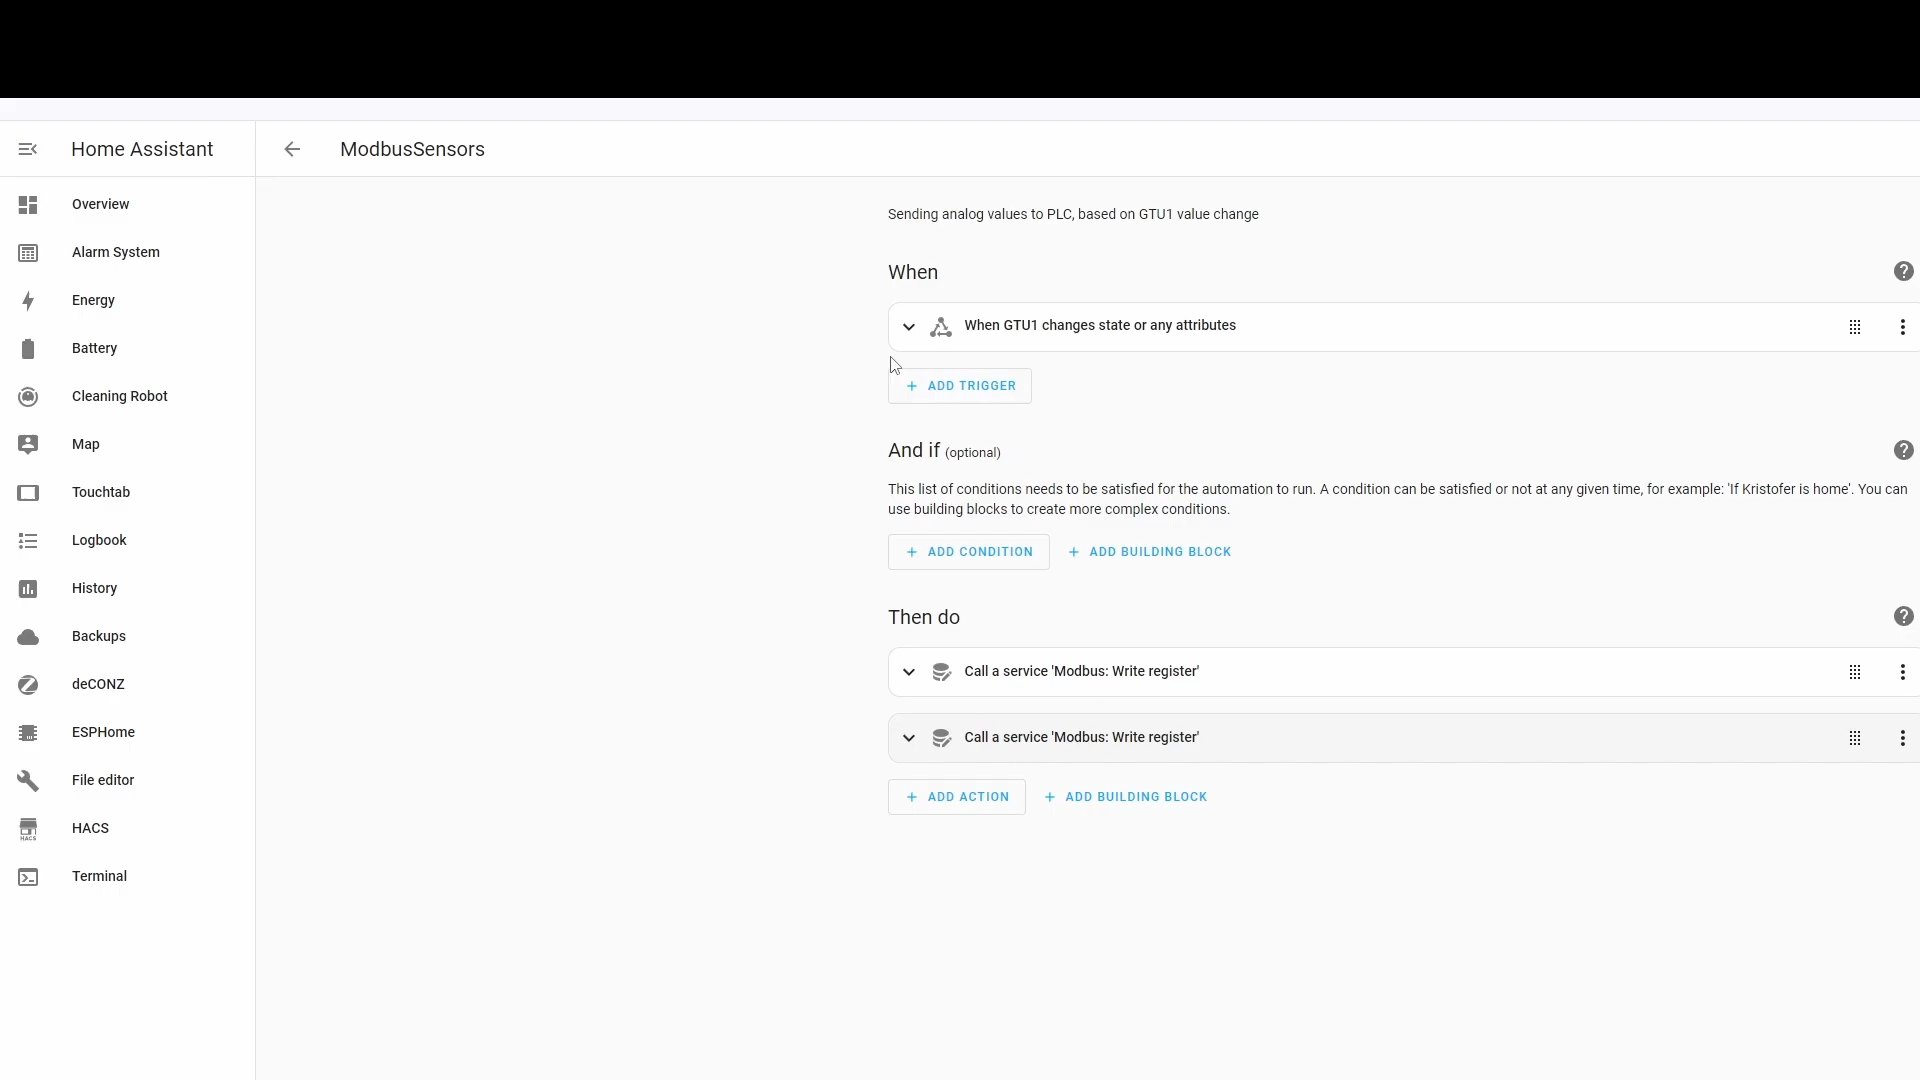 Home Assistant
ModbusSensors
Overview
Alarm System
Energy
Battery
Cleaning Robot
Map
Touchtab
Logbook
History
Backups
deCONZ
ESPHome
File editor
HACS
HACS
Terminal
Sending analog values to PLC, based on GTU1 value change
When
When GTU1 changes state or any attributes
+ ADD TRIGGER
And if (optional)
This list of conditions needs to be satisfied for the automation to run. A condition can be satisfied or not at any given time, for example: 'If Kristofer is home'. You can
use building blocks to create more complex conditions.
+ ADD CONDITION + ADD BUILDING BLOCK
Then do
Call a service 'Modbus: Write register'
Call a service 'Modbus: Write register'
+ ADD ACTION + ADD BUILDING BLOCK